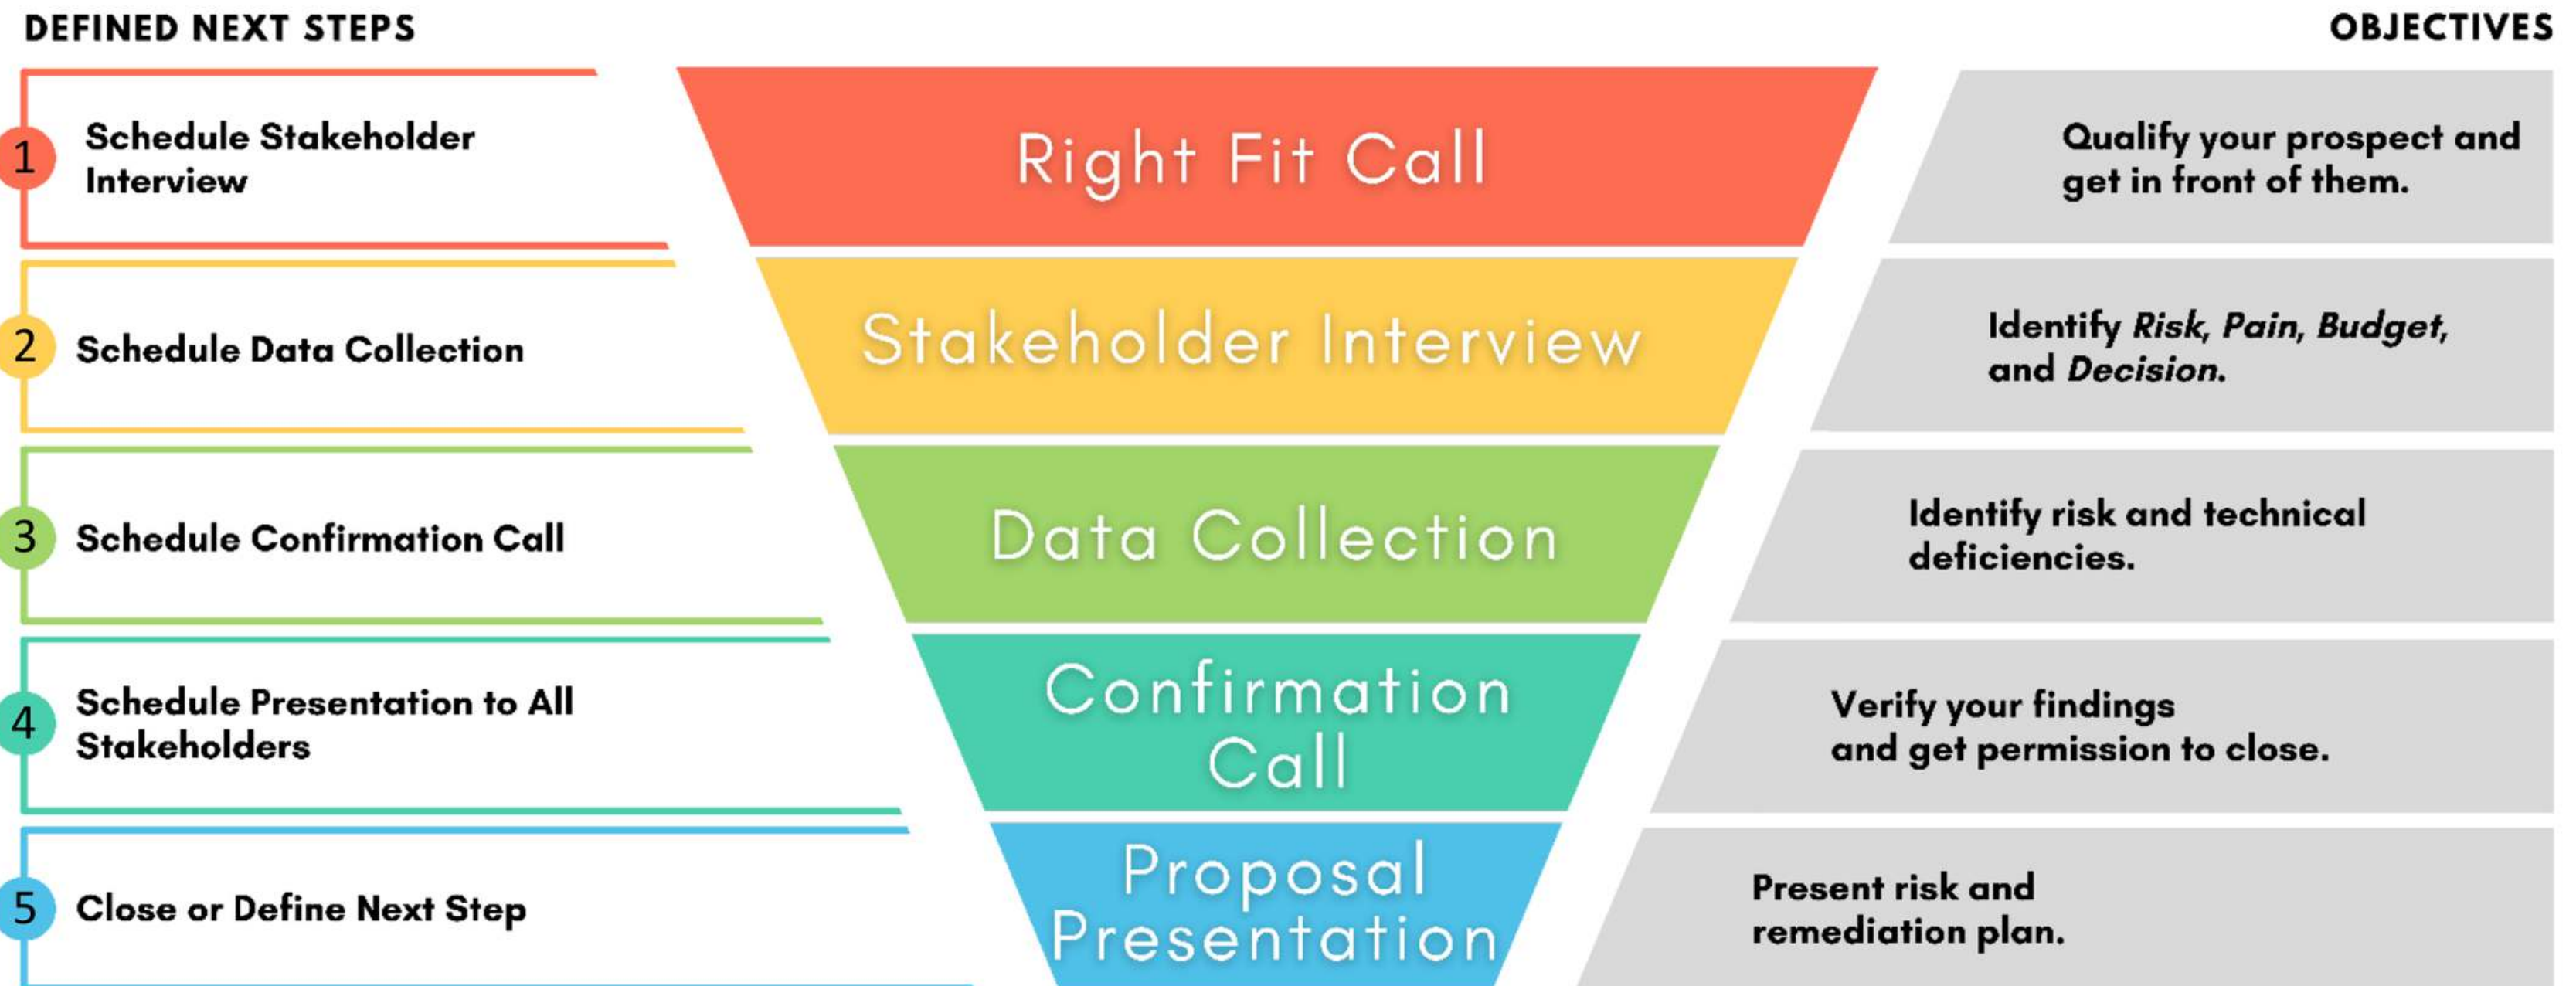 DEFINED NEXT STEPS
OBJECTIVES
1
Schedule Stakeholder
Interview
Right Fit Call
Qualify your prospect and
get in front of them.
2
Schedule Data Collection
Stakeholder Interview
Identify Risk, Pain, Budget,
and Decision.
3
Schedule Confirmation Call
Data Collection
Identify risk and technical
deficiencies.
4
Schedule Presentation to All
Stakeholders
Confirmation
Call
Verify your findings
and get permission to close.
5
Close or Define Next Step
Proposal
Presentation
Present risk and
remediation plan.